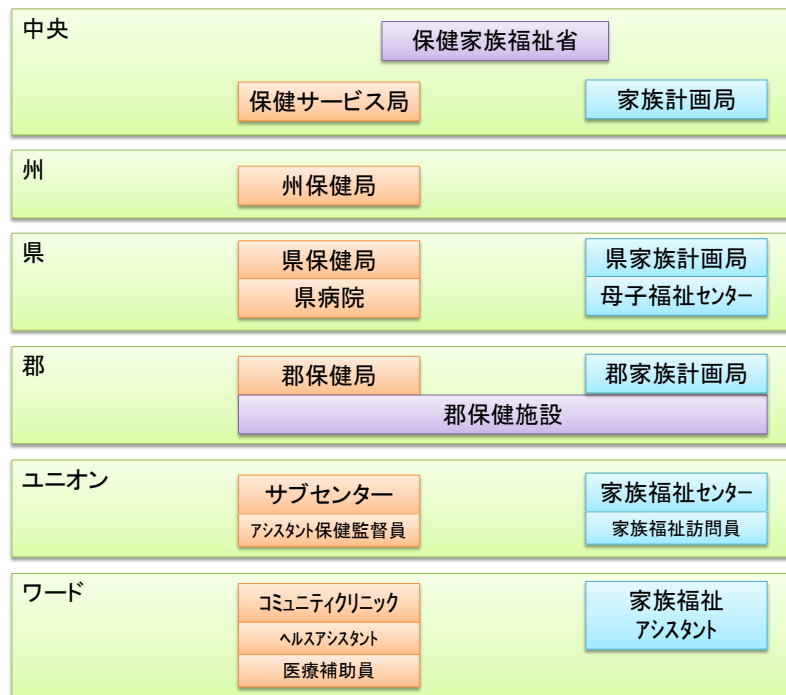 中央
保健家族福祉省
保健サービス局
家族計画局
州
州保健局
県
県保健局
県家族計画局
県病院
母子福祉センター
郡
郡保健局
郡家族計画局
郡保健施設
ユニオン
サブセンター
家族福祉センター
アシスタント保健監督員
家族福祉訪問員
ワード
コミュニティクリニック
家族福祉
アシスタント
ヘルスアシスタント
医療補助員